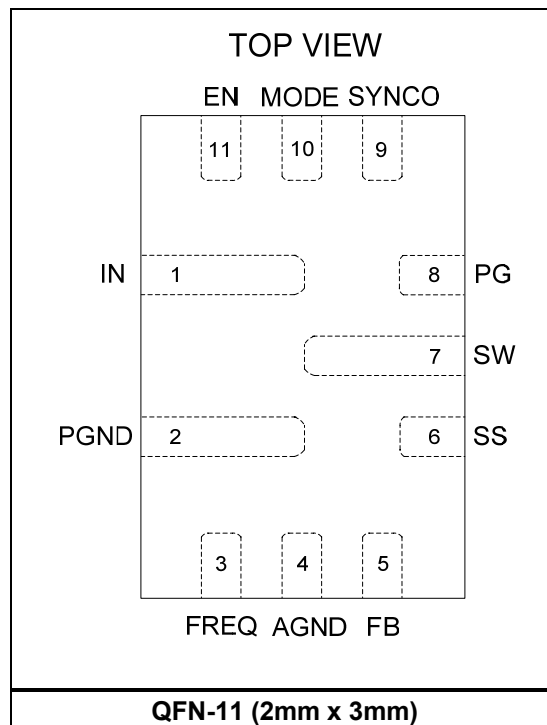 TOP VIEW
EN MODE SYNCO
11 10 9
IN 1 8 PG
7 SW
PGND 2 6 SS
3 4 5
FREQ AGND FB
QFN-11 (2mm x 3mm)